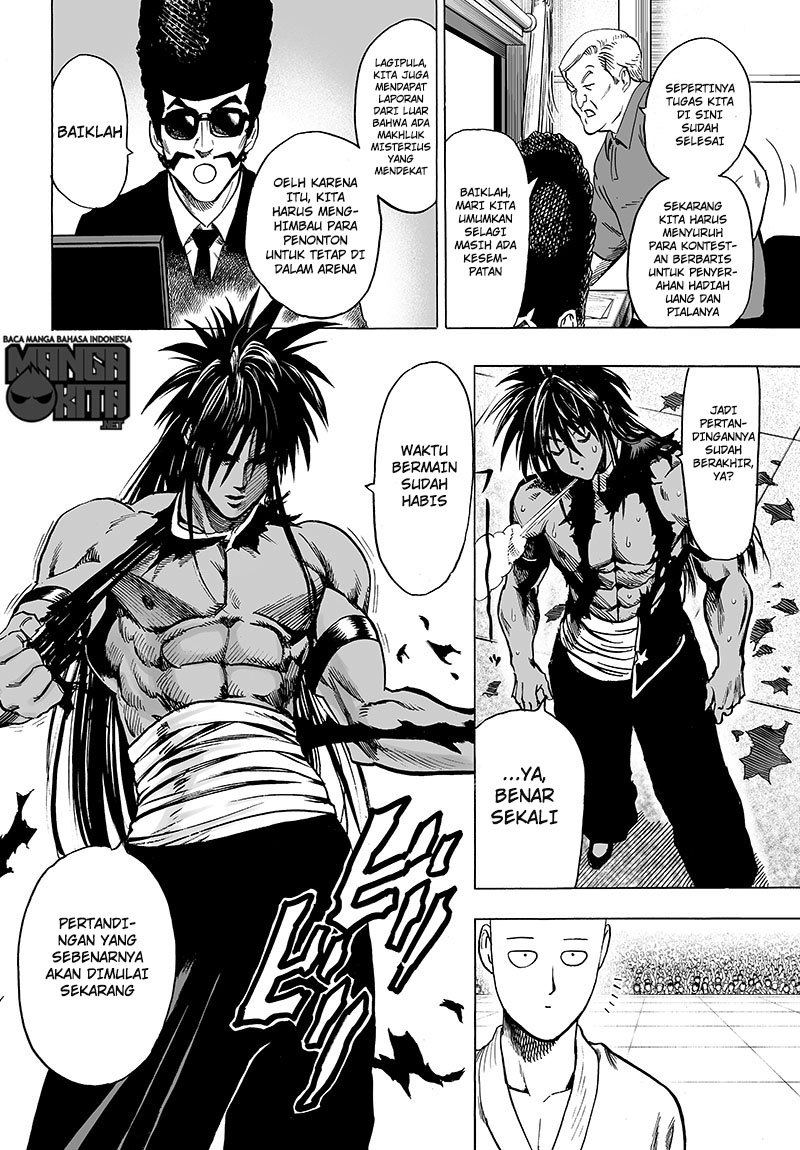 SEPERTINYA
TUGAS KITA
DI SINI
SUDAH
SELESAI
SEKARANG
KITA HARUS
MENYURUH
PARA KONTEST-
AN BERBARIS
UNTUK PENYER-
AHAN HADIAH
UANG DAN
PIALANYA
BAIKLAH,
MARI KITA
UMUMKAN
SELAGI
MASIH ADA
KESEM-
PATAN
LAGIPULA,
KITA JUGA
MENDAPAT
LAPORAN
DARI LUAR
BAHWA ADA
MAKHLUK
MISTERIUS
YANG
MENDEKAT
OELH KARENA
ITU, KITA
HARUS MENG-
HIMBAU PARA
PENONTON
UNTUK TETAP DI
DALAM ARENA
BAIKLAH
BACA MANGA BAHASA INDONESIA
MANGA
KITA
.NET
JADI
PERTAN-
DINGANNYA
SUDAH
BERAKHIR,
YA?
...YA,
BENAR
SEKALI
WAKTU
BERMAIN
SUDAH
HABIS
ビリ
ビリ
PERTANDI-
NGAN YANG
SEBENARNYA
AKAN DIMULAI
SEKARANG